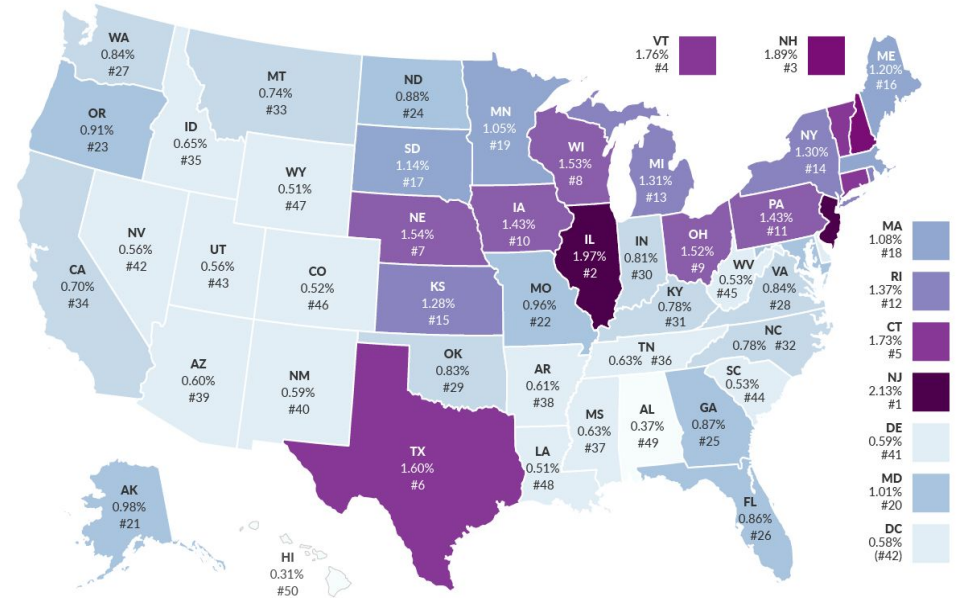 WA
0.84%
#27
MT
0.74%
#33
ND
0.88%
#24
MN
1.05%
#19
VT
1.76%
#4
NH
1.89%
#3
ME
1.20%
#16
OR
0.91%
#23
ID
0.65%
#35
WY
0.51%
#47
SD
1.14%
#17
WI
1.53%
#8
MI
1.31%
#13
NY
1.30%
#14
NE
1.54%
#7
IA
1.43%
#10
PA
1.43%
#11
NV
0.56%
#42
UT
0.56%
#43
CO
0.52%
#46
CA
0.70%
#34
KS
1.28%
#15
MO
0.96%
#22
IL
1.97%
#2
IN
0.81%
#30
OH
1.52%
#9
WV
0.53%
#45
VA
0.84%
#28
KY
0.78%
#31
NC
0.78% #32
TN
0.63% #36
SC
0.53%
#44
AZ
0.60%
#39
NM
0.59%
#40
OK
0.83%
#29
AR
0.61%
#38
MS
0.63%
#37
AL
0.37%
#49
GA
0.87%
#25
TX
1.60%
#6
LA
0.51%
#48
FL
0.86%
#26
AK
0.98%
#21
HI
0.31%
#50
MA
1.08%
#18
RI
1.37%
#12
CT
1.73%
#5
NJ
2.13%
#1
DE
0.59%
#41
MD
1.01%
#20
DC
0.58%
(#42)